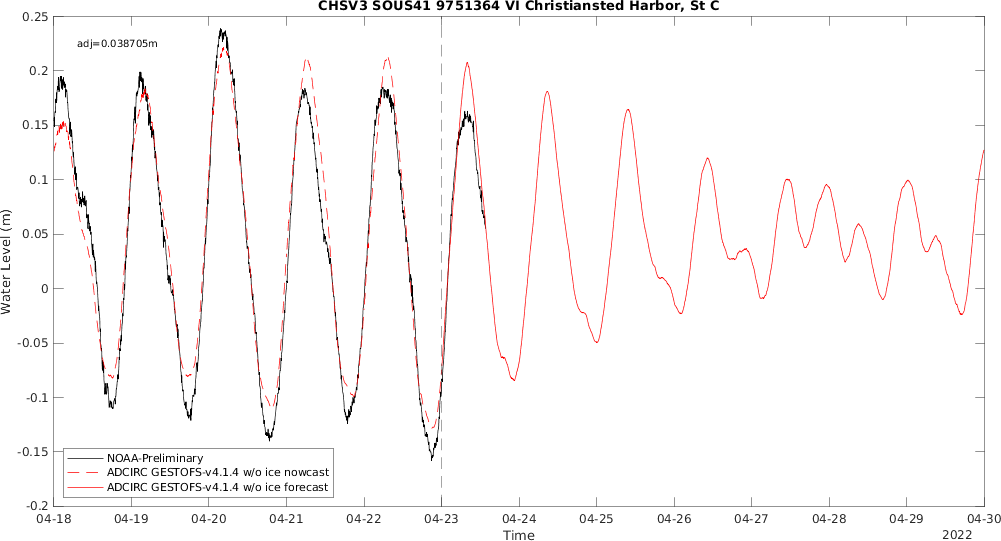 CHSV3 SOUS41 9751364 VI Christiansted Harbor, St C
adj=0.038705m
0.25
0.2
0.15
0.1
0.05
0
-0.05
-0.1
-0.15
-0.2
Water Level (m)
NOAA-Preliminary
ADCIRC GESTOFS-v4.1.4 w/o ice nowcast
ADCIRC GESTOFS-v4.1.4 w/o ice forecast
04-18 04-19 04-20 04-21 04-22 04-23 04-24 04-25 04-26 04-27 04-28 04-29 04-30
Time
2022